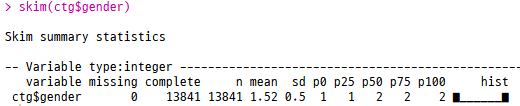 > skim(ctg$gender)
Skim summary statistics
-- Variable type:integer --------------------------------------------------
variable missing complete n mean sd p0 p25 p50 p75 p100 hist
ctg$gender 0 13841 13841 1.52 0.5 1 1 2 2 2 ▇▁▁▁▁▁▁▇